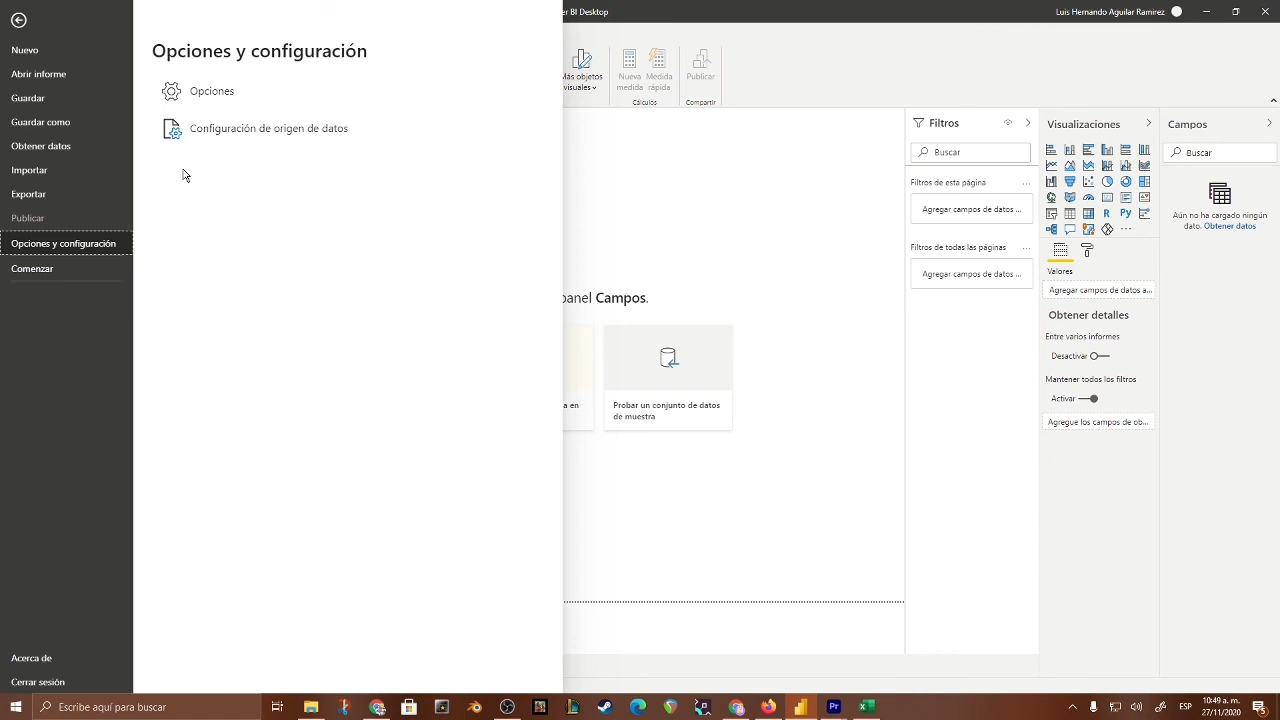 er BI Desktop
Luis Hernando Aguilar Ramirez
Nuevo
Abrir informe
Guardar
Guardar como
Obtener datos
Importar
Exportar
Publicar
Opciones y configuración
Comenzar
Acerca de
Cerrar sesión
Opciones y configuración
Opciones
Configuración de origen de datos
Más objetos
visuales
Nueva
medida
Medida
rápida
Publicar
Cálculos
Compartir
panel Campos.
a en
Probar un conjunto de datos
de muestra
Filtros
Buscar
Filtros de esta página
Agregar campos de datos ...
Filtros de todas las páginas
Agregar campos de datos ...
Visualizaciones
R
Py
Valores
Agregar campos de datos a...
Obtener detalles
Entre varios informes
Desactivar
Mantener todos los filtros
Activar
Agregue los campos de ob...
Campos
Buscar
Aún no ha cargado ningún
dato. Obtener datos
Escribe aquí para buscar
Pr
ESP
10:49 a. m.
27/11/2020